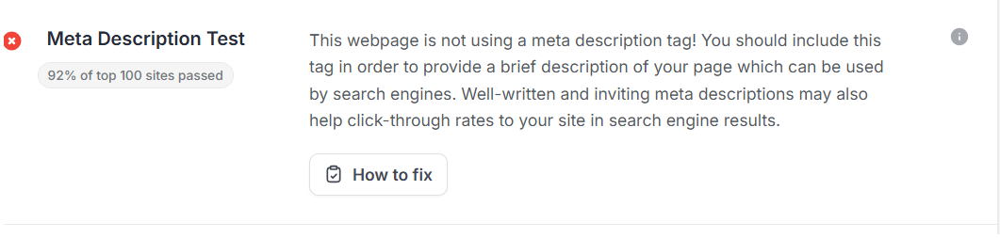 Meta Description Test
92% of top 100 sites passed
This webpage is not using a meta description tag! You should include this
tag in order to provide a brief description of your page which can be used
by search engines. Well-written and inviting meta descriptions may also
help click-through rates to your site in search engine results.
How to fix